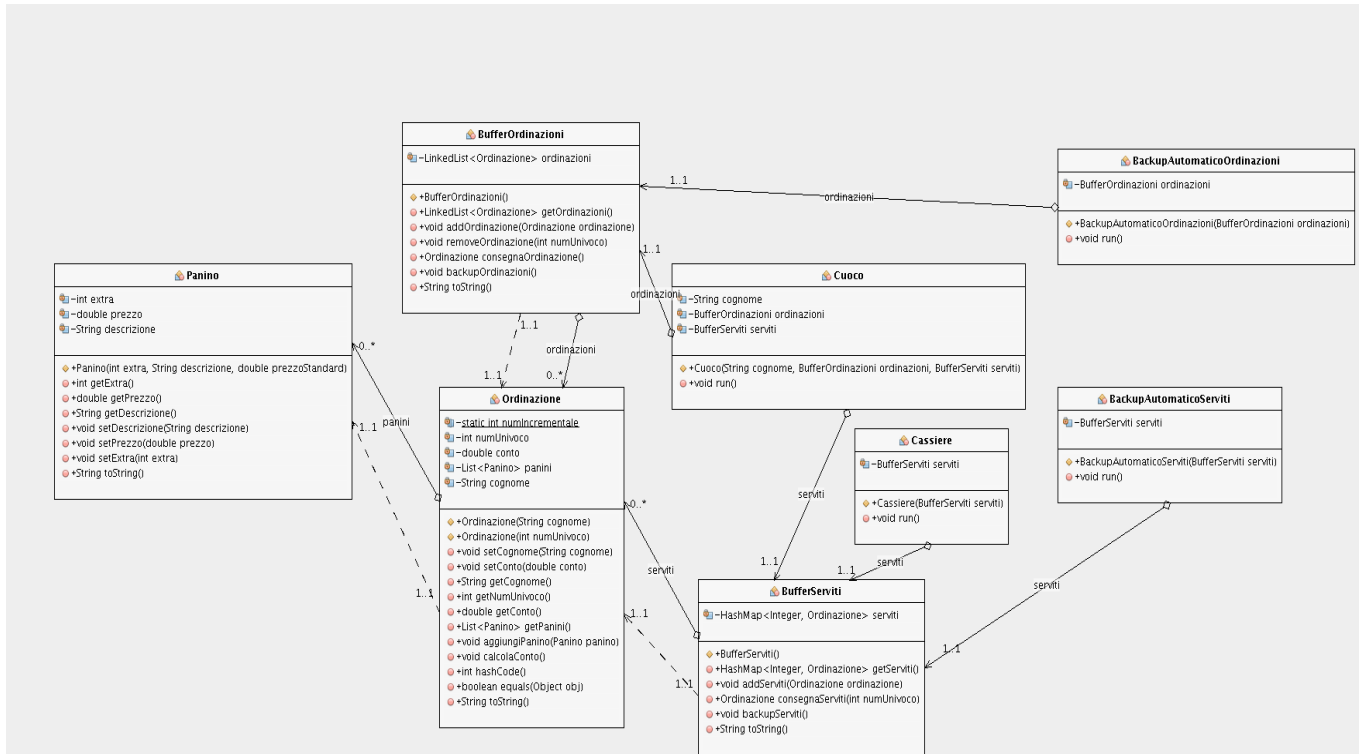 BufferOrdinazioni
-LinkedList<Ordinazione> ordinazioni
+BufferOrdinazioni()
+LinkedList<Ordinazione> getOrdinazioni()
+void addOrdinazione(Ordinazione ordinazione)
+void removeOrdinazione(int numUnivoco)
+Ordinazione consegnaOrdinazione()
+void backupOrdinazioni()
+String toString()
BackupAutomaticoOrdinazioni
-BufferOrdinazioni ordinazioni
+BackupAutomaticoOrdinazioni(BufferOrdinazioni ordinazioni)
+void run()
1..1
ordinazioni
Panino
-int extra
-double prezzo
-String descrizione
+Panino(int extra, String descrizione, double prezzoStandard)
+int getExtra()
+double getPrezzo()
+String getDescrizione()
+void setDescrizione(String descrizione)
+void setPrezzo(double prezzo)
+void setExtra(int extra)
+String toString()
1..1
ordinazioni
Cuoco
-String cognome
-BufferOrdinazioni ordinazioni
-BufferServiti serviti
+Cuoco(String cognome, BufferOrdinazioni ordinazioni, BufferServiti serviti)
+void run()
1..1
1..1
ordinazioni
0..*
0..*
panini
1..1
1..1
Ordinazione
-static int numIncrementale
-int numUnivoco
-double conto
-List<Panino> panini
-String cognome
+Ordinazione(String cognome)
+Ordinazione(int numUnivoco)
+void setCognome(String cognome)
+void setConto(double conto)
+String getCognome()
+int getNumUnivoco()
+double getConto()
+List<Panino> getPanini()
+void aggiungiPanino(Panino panino)
+void calcolaConto()
+int hashCode()
+boolean equals(Object obj)
+String toString()
BackupAutomaticoServiti
-BufferServiti serviti
+BackupAutomaticoServiti(BufferServiti serviti)
+void run()
Cassiere
-BufferServiti serviti
+Cassiere(BufferServiti serviti)
+void run()
0..*
serviti
serviti
1..1
serviti
1..1
serviti
1..1
1..1
1..1
BufferServiti
-HashMap<Integer, Ordinazione> serviti
+BufferServiti()
+HashMap<Integer, Ordinazione> getServiti()
+void addServiti(Ordinazione ordinazione)
+Ordinazione consegnaServiti(int numUnivoco)
+void backupServiti()
+String toString()